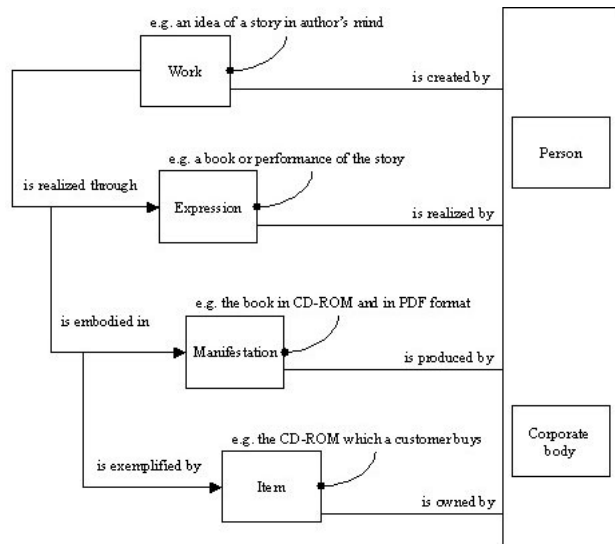 e.g. an idea of a story in author's mind
Work
is created by
Person
e.g. a book or performance of the story
is realized through
Expression
is realized by
e.g. the book in CD-ROM and in PDF format
is embodied in
Manifestation
is produced by
e.g. the CD-ROM which a customer buys
Corporate
body
is exemplified by
Item
is owned by